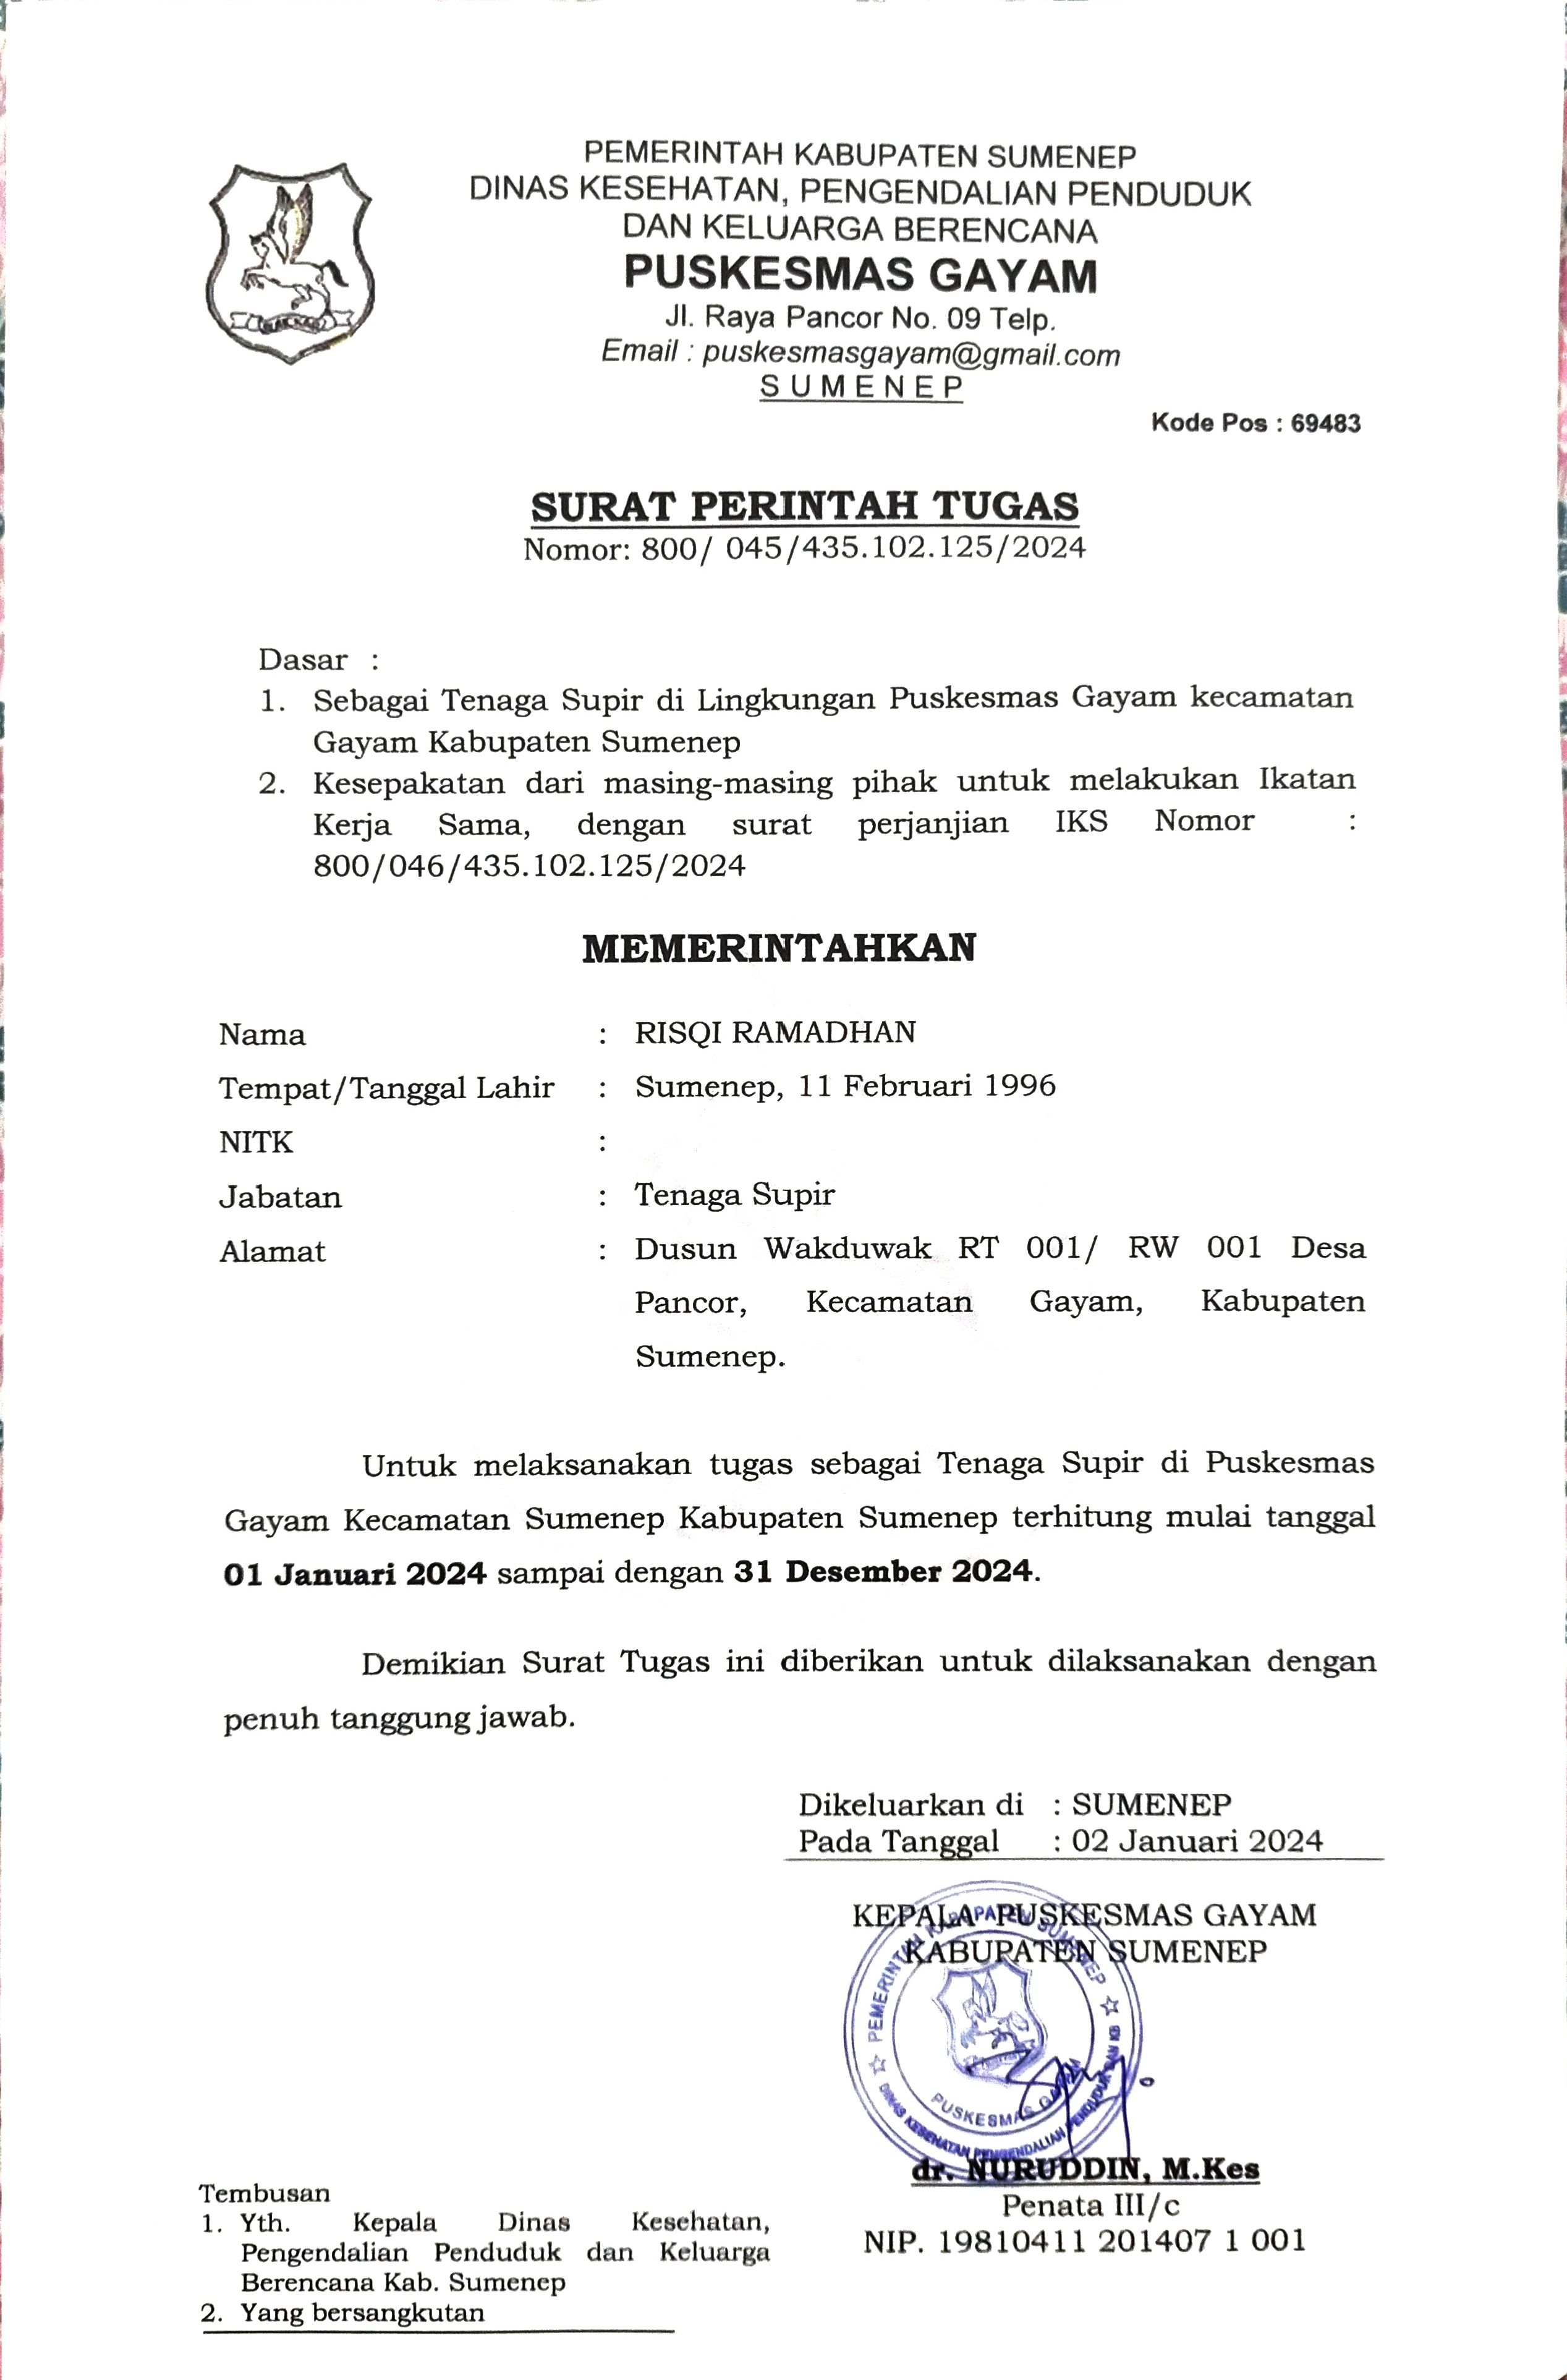 PEMERINTAH KABUPATEN SUMENEP
DINAS KESEHATAN, PENGENDALIAN PENDUDUK
DAN KELUARGA BERENCANA
PUSKESMAS GAYAM
Jl. Raya Pancor No. 09 Telp.
Email : puskesmasgayam@gmail.com
S U M E N E P
Kode Pos : 69483
SURAT PERINTAH TUGAS
Nomor: 800/ 045/435.102.125/2024
Dasar :
1. Sebagai Tenaga Supir di Lingkungan Puskesmas Gayam kecamatan
Gayam Kabupaten Sumenep
2. Kesepakatan dari masing-masing pihak untuk melakukan Ikatan
Kerja Sama, dengan surat perjanjian IKS Nomor :
800/046/435.102.125/2024
MEMERINTAHKAN
Nama : RISQI RAMADHAN
Tempat/Tanggal Lahir : Sumenep, 11 Februari 1996
NITK :
Jabatan : Tenaga Supir
Alamat : Dusun Wakduwak RT 001/ RW 001 Desa
Pancor, Kecamatan Gayam, Kabupaten
Sumenep.
Untuk melaksanakan tugas sebagai Tenaga Supir di Puskesmas
Gayam Kecamatan Sumenep Kabupaten Sumenep terhitung mulai tanggal
01 Januari 2024 sampai dengan 31 Desember 2024.
Demikian Surat Tugas ini diberikan untuk dilaksanakan dengan
penuh tanggung jawab.
Dikeluarkan di : SUMENEP
Pada Tanggal : 02 Januari 2024
KEPALA PUSKESMAS GAYAM
KABUPATEN SUMENEP
PEMERINTAH KABUPATEN SUMENEP
PUSKESMAS GAYAM
DINAS KESEHATAN PENGENDALIAN PENDUDUK DAN KB
dr. NURUDDIN, M.Kes
Penata III/c
NIP. 19810411 201407 1 001
Tembusan
1. Yth. Kepala Dinas Kesehatan,
Pengendalian Penduduk dan Keluarga
Berencana Kab. Sumenep
2. Yang bersangkutan